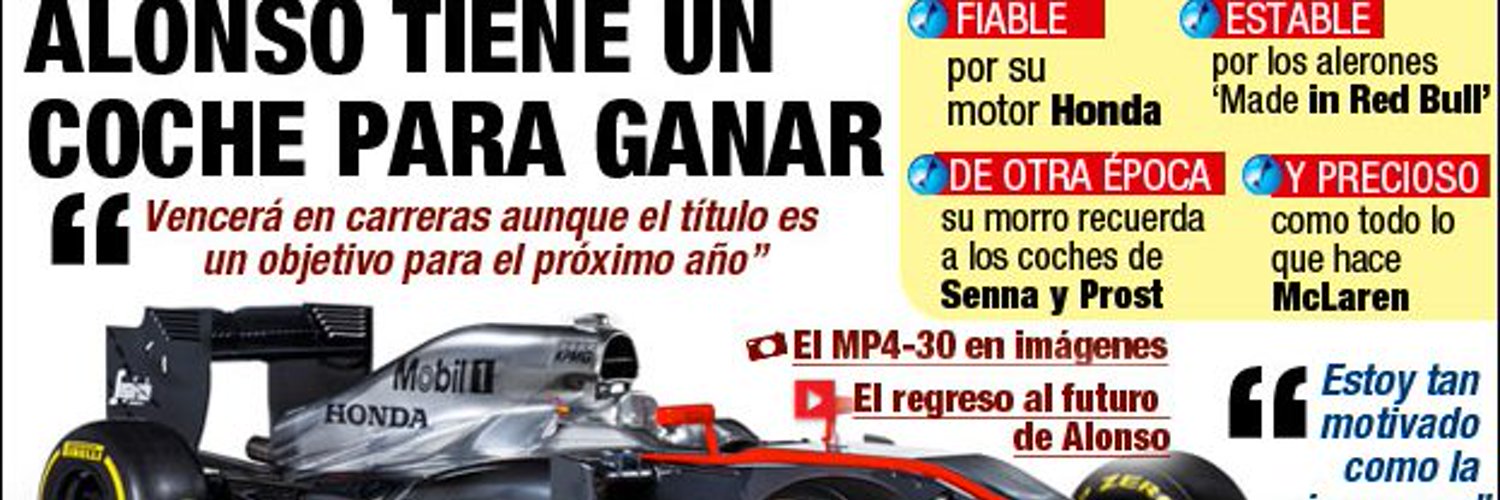 ALONSO TIENE UN
COCHE PARA GANAR
“Vencerá en carreras aunque el título es
un objetivo para el próximo año”
FIABLE
por su
motor Honda
ESTABLE
por los alerones
‘Made in Red Bull’
DE OTRA ÉPOCA
su morro recuerda
a los coches de
Senna y Prost
Y PRECIOSO
como todo lo
que hace
McLaren
El MP4-30 en imágenes
El regreso al futuro
de Alonso
“Estoy tan
motivado
como la
Mobil 1
HONDA
KPMG
PIRELLI
ZERO